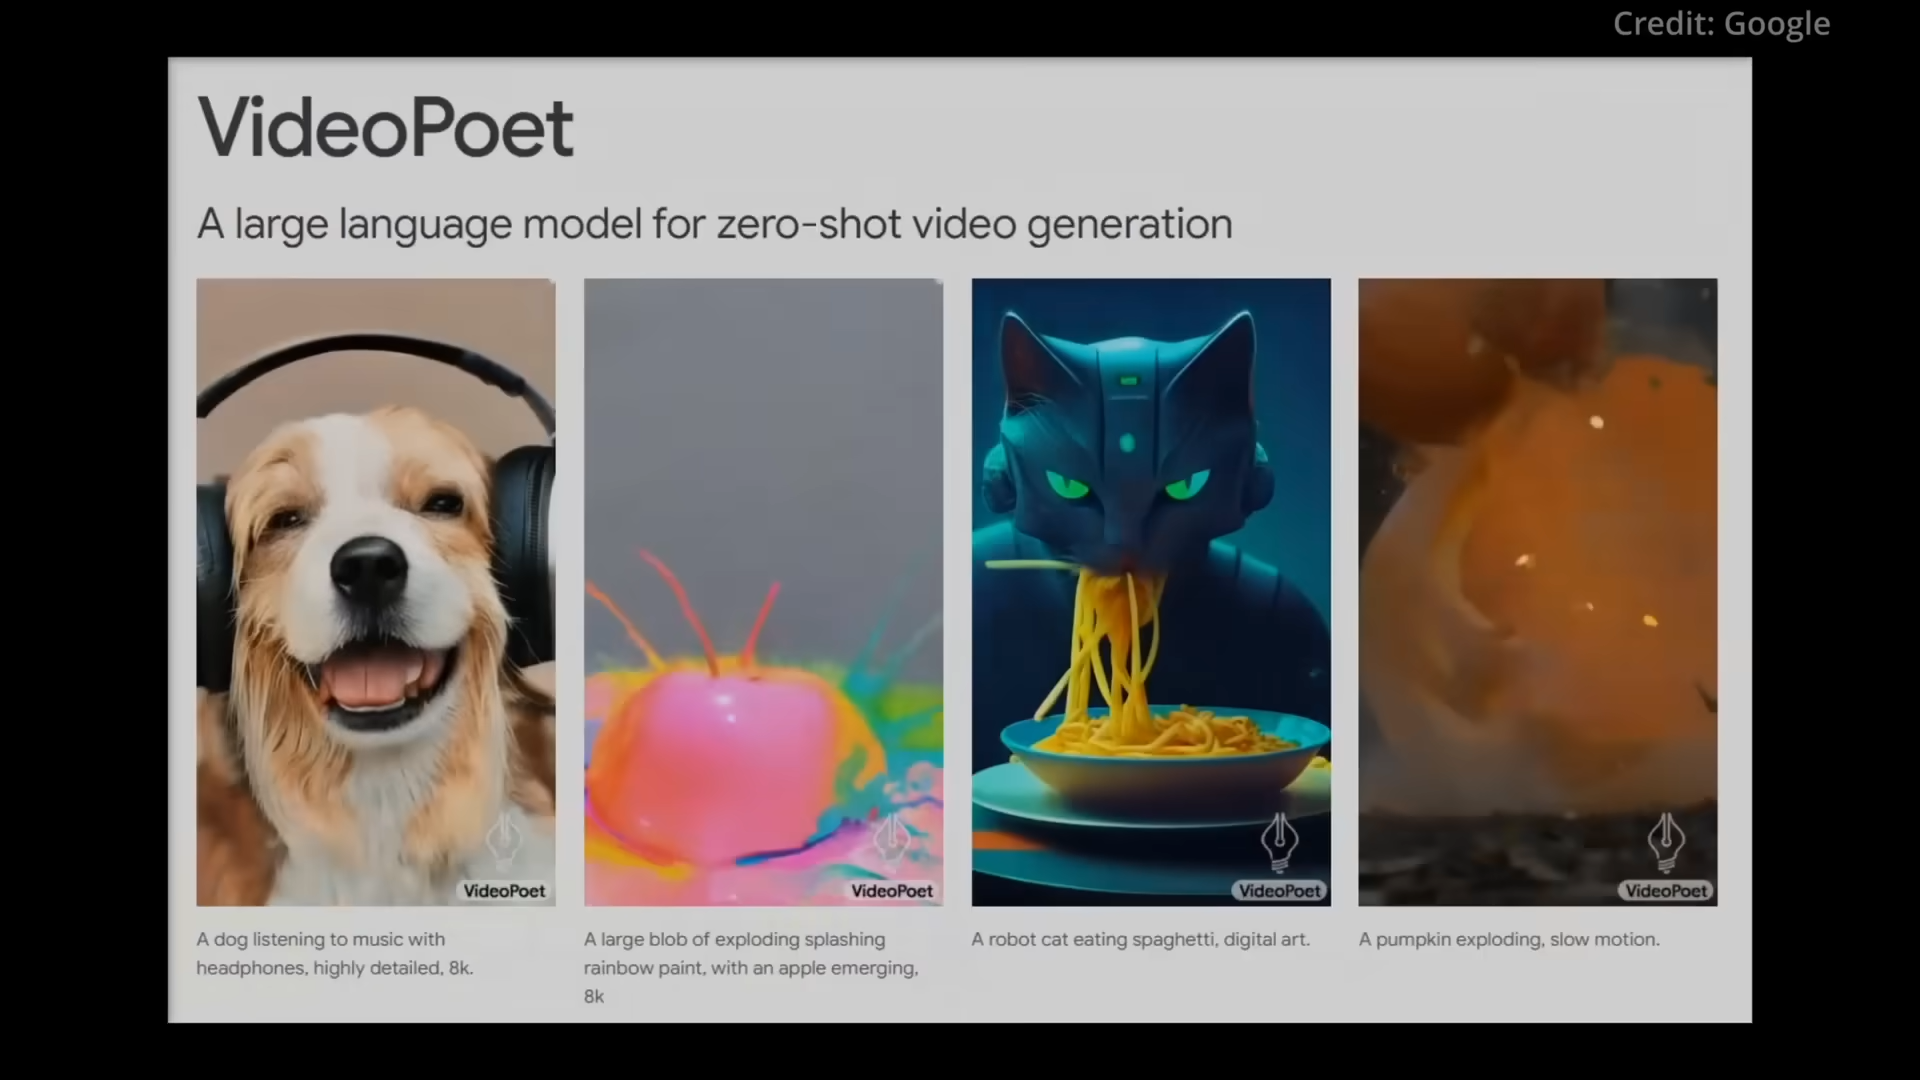 Credit: Google
VideoPoet
A large language model for zero-shot video generation
VideoPoet
VideoPoet
VideoPoet
VideoPoet
A dog listening to music with
headphones, highly detailed, 8k.
A large blob of exploding splashing
rainbow paint, with an apple emerging,
8k
A robot cat eating spaghetti, digital art.
A pumpkin exploding, slow motion.